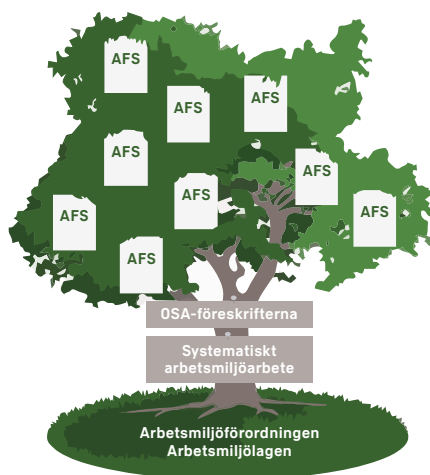 AFS
AFS
AFS
AFS
AFS
AFS
AFS
AFS
AFS
OSA-föreskrifterna
Systematiskt
arbetsmiljöarbete
Arbetsmiljöförordningen
Arbetsmiljölagen